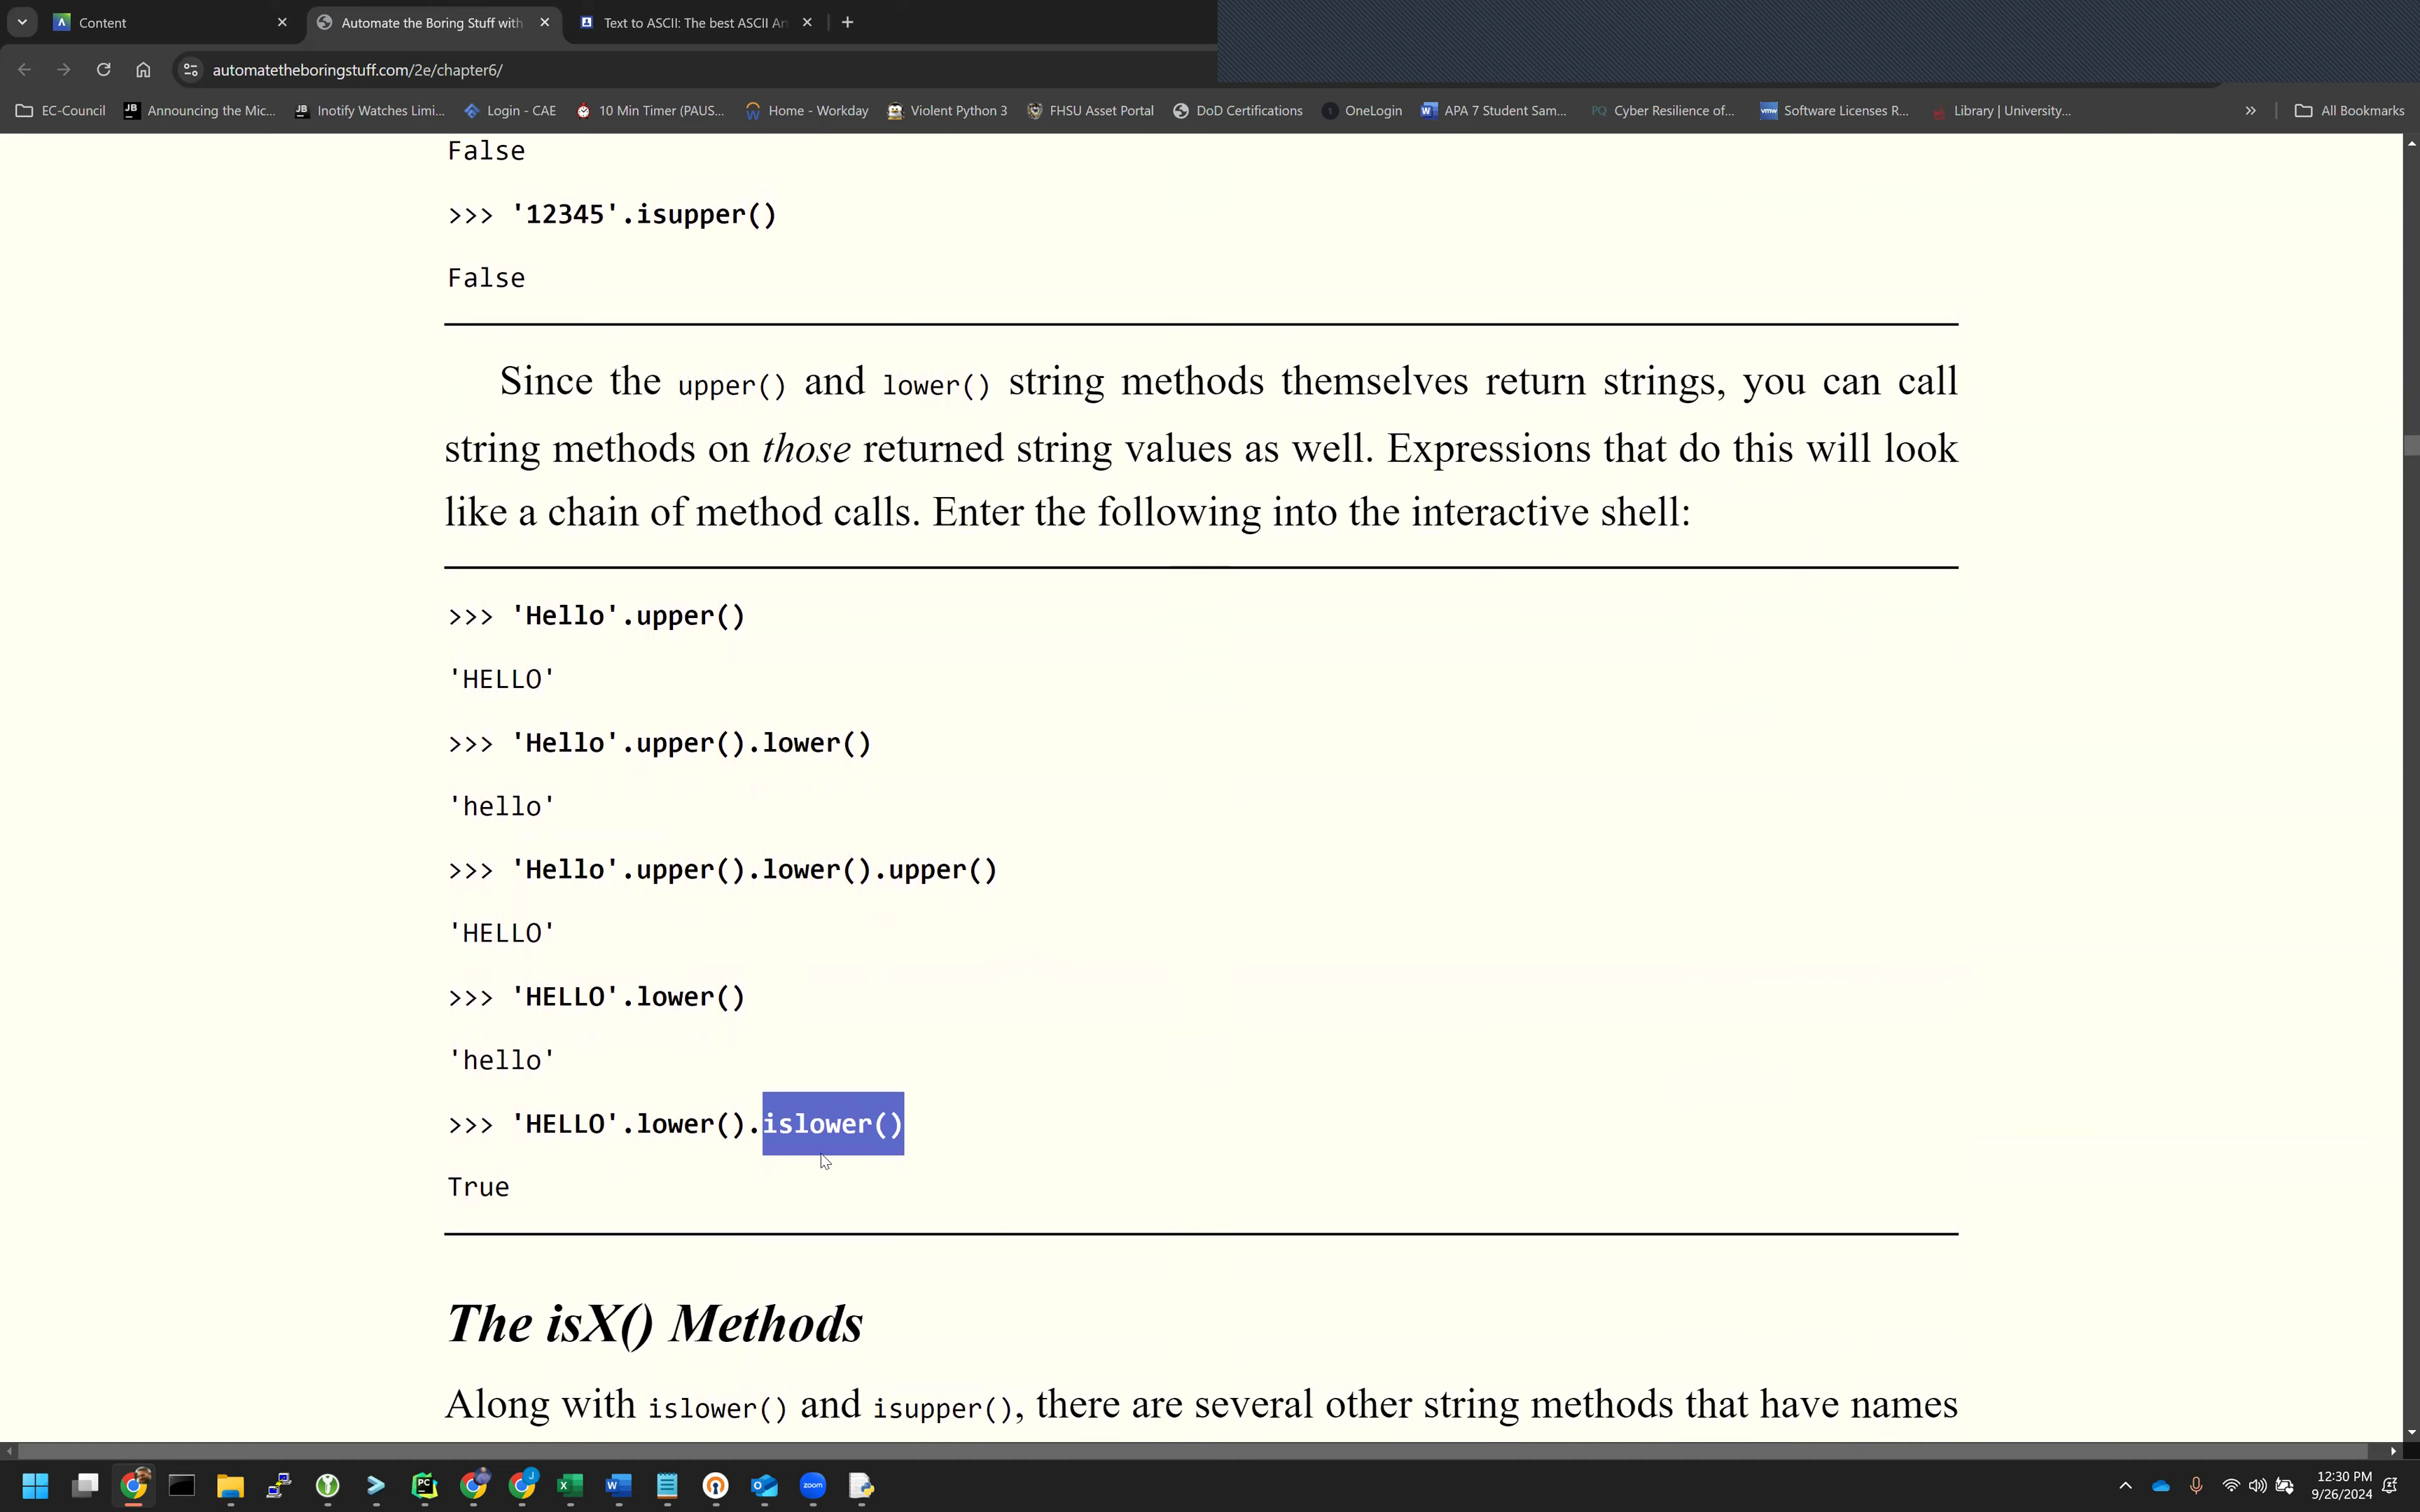 Content
Automate the Boring Stuff with
Text to ASCII: The best ASCII Ar
automatetheboringstuff.com/2e/chapter6/
EC-Council
Announcing the Mic...
Inotify Watches Limi...
Login - CAE
10 Min Timer (PAUS...
Home - Workday
Violent Python 3
FHSU Asset Portal
DoD Certifications
OneLogin
APA 7 Student Sam...
Cyber Resilience of...
Software Licenses R...
Library | University...
All Bookmarks
False
>>> '12345'.isupper()
False
Since the upper() and lower() string methods themselves return strings, you can call
string methods on those returned string values as well. Expressions that do this will look
like a chain of method calls. Enter the following into the interactive shell:
>>> 'Hello'.upper()
'HELLO'
>>> 'Hello'.upper().lower()
'hello'
>>> 'Hello'.upper().lower().upper()
'HELLO'
>>> 'HELLO'.lower()
'hello'
>>> 'HELLO'.lower().islower()
True
The isX() Methods
Along with islower() and isupper(), there are several other string methods that have names
12:30 PM
9/26/2024